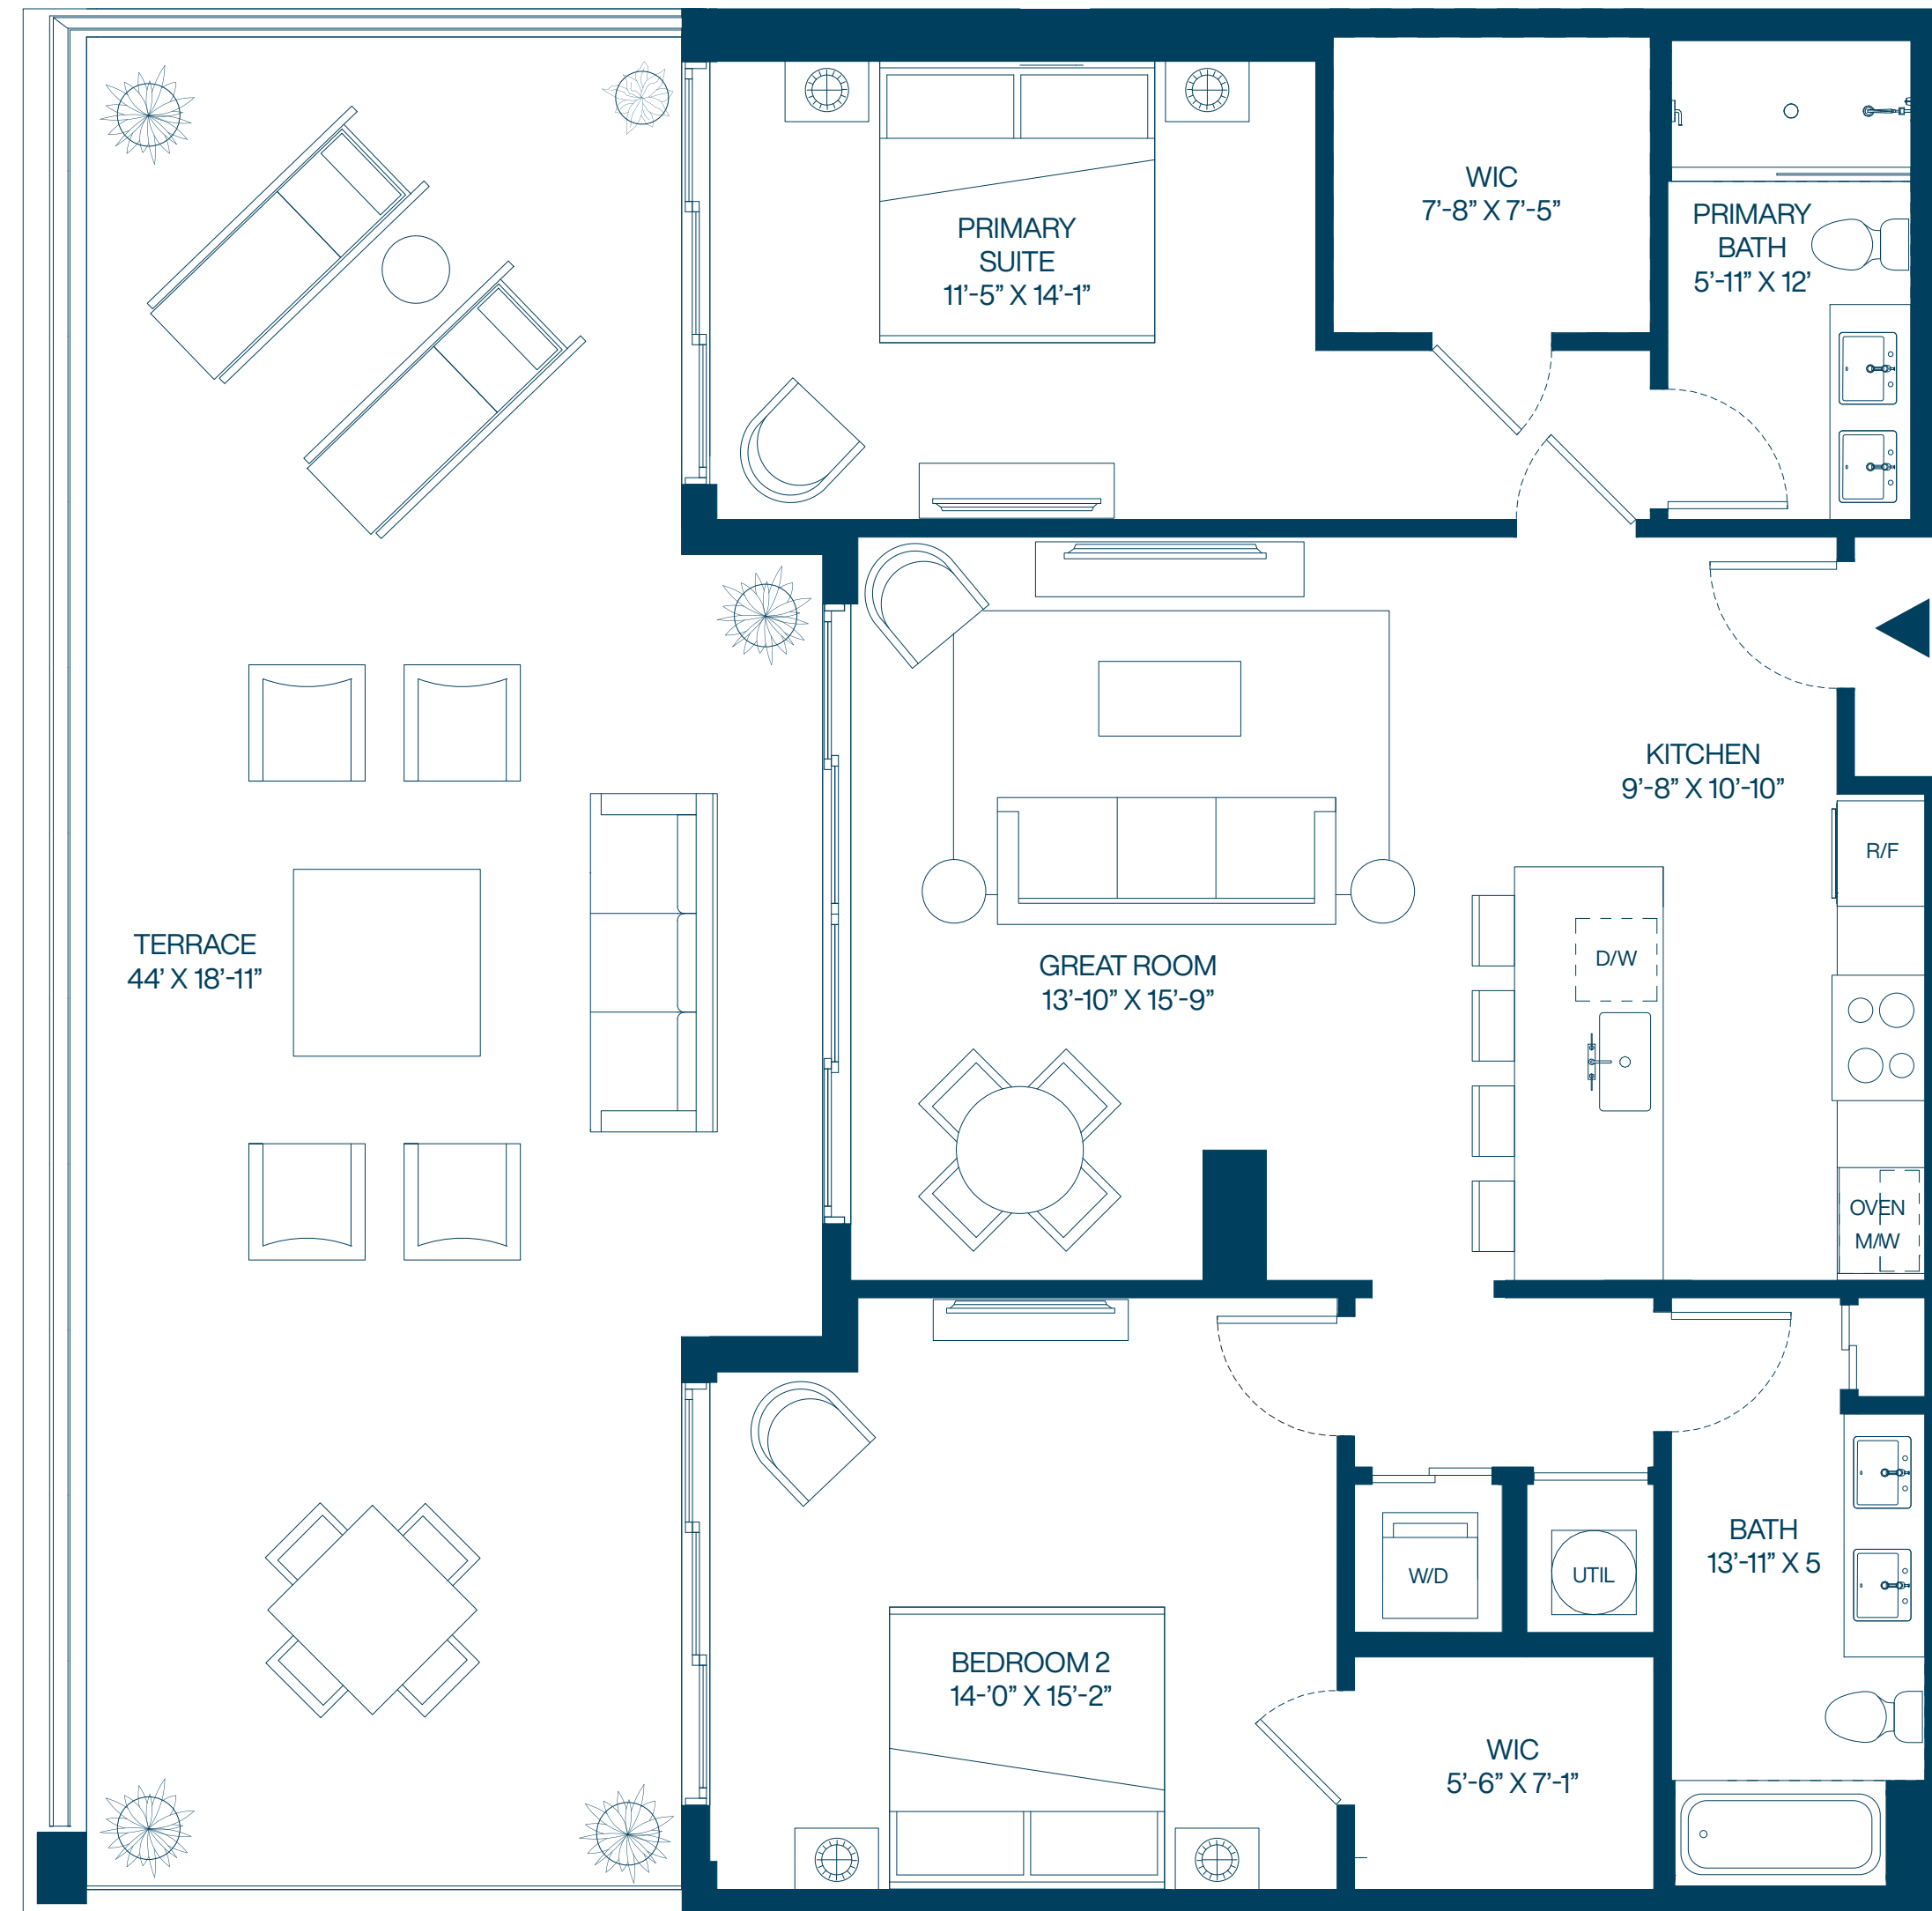 WIC
7’-8” X 7’-5”
PRIMARY
BATH
5’-11” X 12’
PRIMARY
SUITE
11’-5” X 14’-1”
KITCHEN
9’-8” X 10’-10”
R/F
TERRACE
44’ X 18’-11”
GREAT ROOM
13’-10” X 15’-9”
D/W
OVEN
M/W
BATH
13’-11” X 5
W/D
UTIL
BEDROOM 2
14-’0” X 15’-2”
WIC
5’-6” X 7’-1”